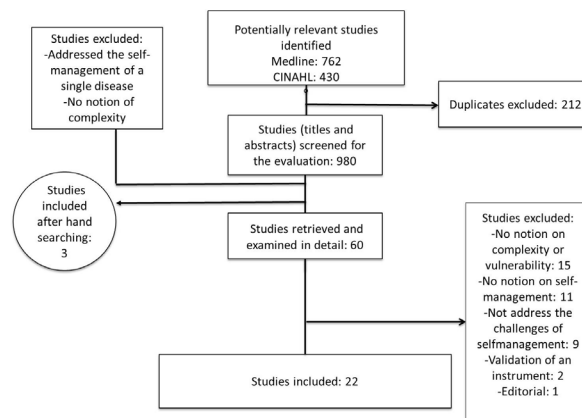 Studies excluded:
-Addressed the self-
management of a
single disease
-No notion of
complexity
Potentially relevant studies
identified
Medline: 762
CINAHL: 430
Duplicates excluded: 212
Studies (titles and
abstracts) screened for
the evaluation: 980
Studies
included
after hand
searching:
3
Studies retrieved and
examined in detail: 60
Studies excluded:
-No notion on
complexity or
vulnerability: 15
-No notion on self-
management: 11
-Not address the
challenges of
selfmanagement: 9
-Validation of an
instrument: 2
-Editorial: 1
Studies included: 22